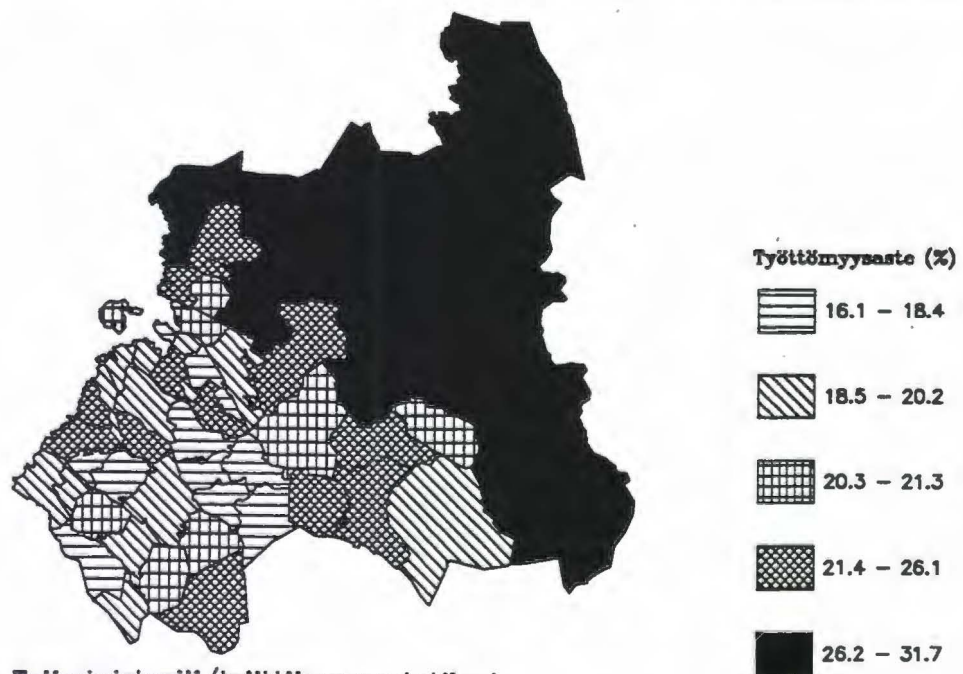 Työttömyysaste (%)
16.1 - 18.4
18.5 - 20.2
20.3 - 21.3
21.4 - 26.1
26.2 - 31.7